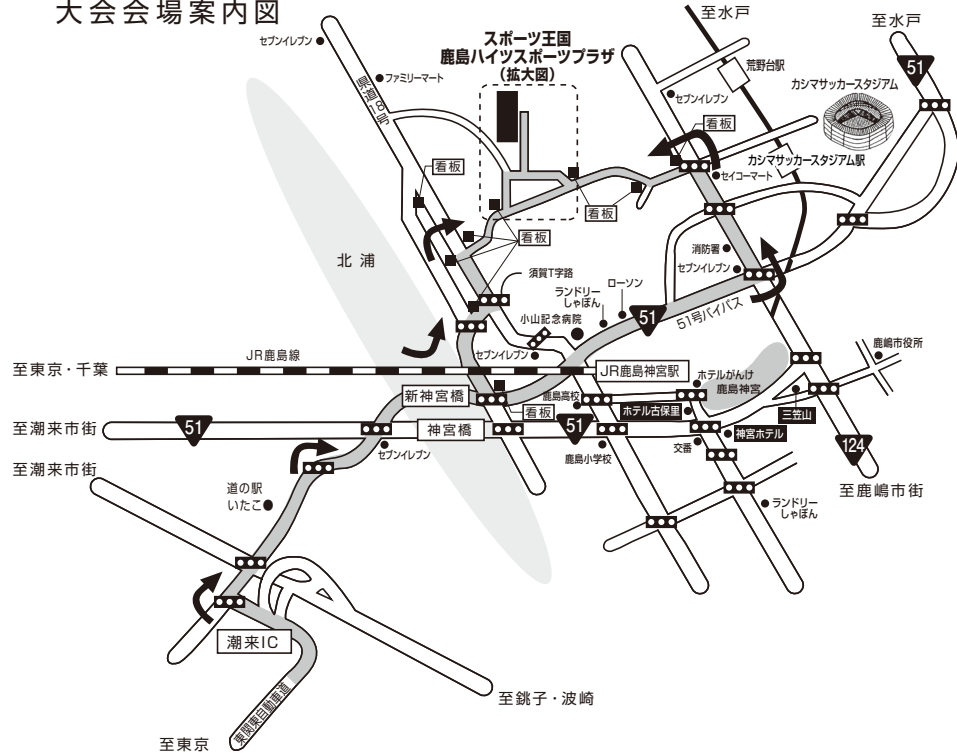 大会会場案内図
至水戸
至水戸
セブンイレブン
スポーツ王国
鹿島ハイツスポーツプラザ
(拡大図)
ファミリーマート
荒野台駅
51
県道18号
セブンイレブン
カシマサッカースタジアム
看板
看板
カシマサッカースタジアム駅
セイコーマート
看板
看板
北浦
消防署
須賀T字路
セブンイレブン
ローソン
ランドリー
しゃぼん
51
51号バイパス
小山記念病院
セブンイレブン
鹿嶋市役所
JR鹿島線
至東京・千葉
JR鹿島神宮駅
ホテルがんけ
鹿島神宮
新神宮橋
看板
鹿島高校
ホテル古保里
三笠山
至潮来市街
51
神宮橋
51
神宮ホテル
124
セブンイレブン
鹿島小学校
交番
至潮来市街
道の駅
いたこ
至鹿嶋市街
ランドリー
しゃぼん
潮来IC
至銚子・波崎
東関東自動車道
至東京